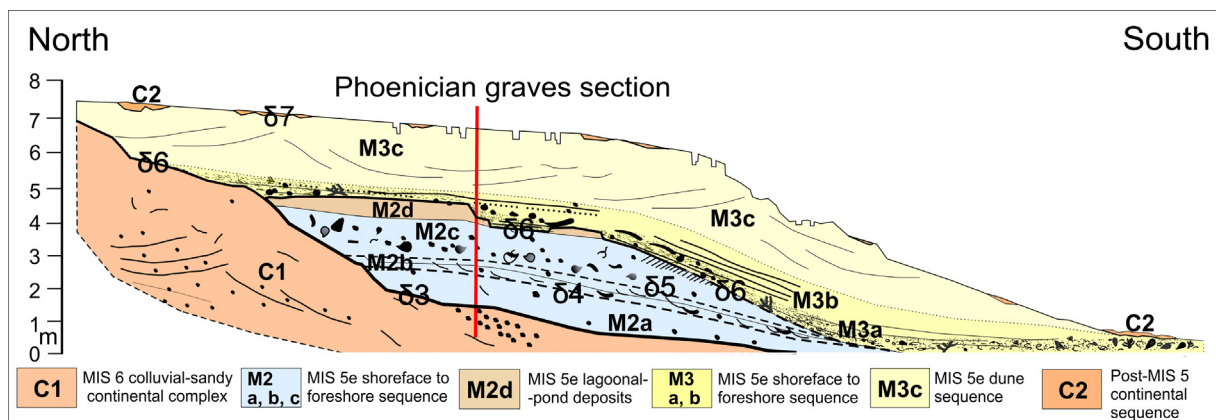 North
South
Phoenician graves section
8
7
6
5
4
3
2
1
m
0
C2
δ7
M3c
δ6
M2d
M3c
M2c
δ6
M2b
C1
δ3
δ4
δ5
δ6
M3b
M2a
M3a
C2
C1
MIS 6 colluvial-sandy
continental complex
M2
a, b, c
MIS 5e shoreface to
foreshore sequence
M2d
MIS 5e lagoonal-
-pond deposits
M3
a, b
MIS 5e shoreface to
foreshore sequence
M3c
MIS 5e dune
sequence
C2
Post-MIS 5
continental
sequence